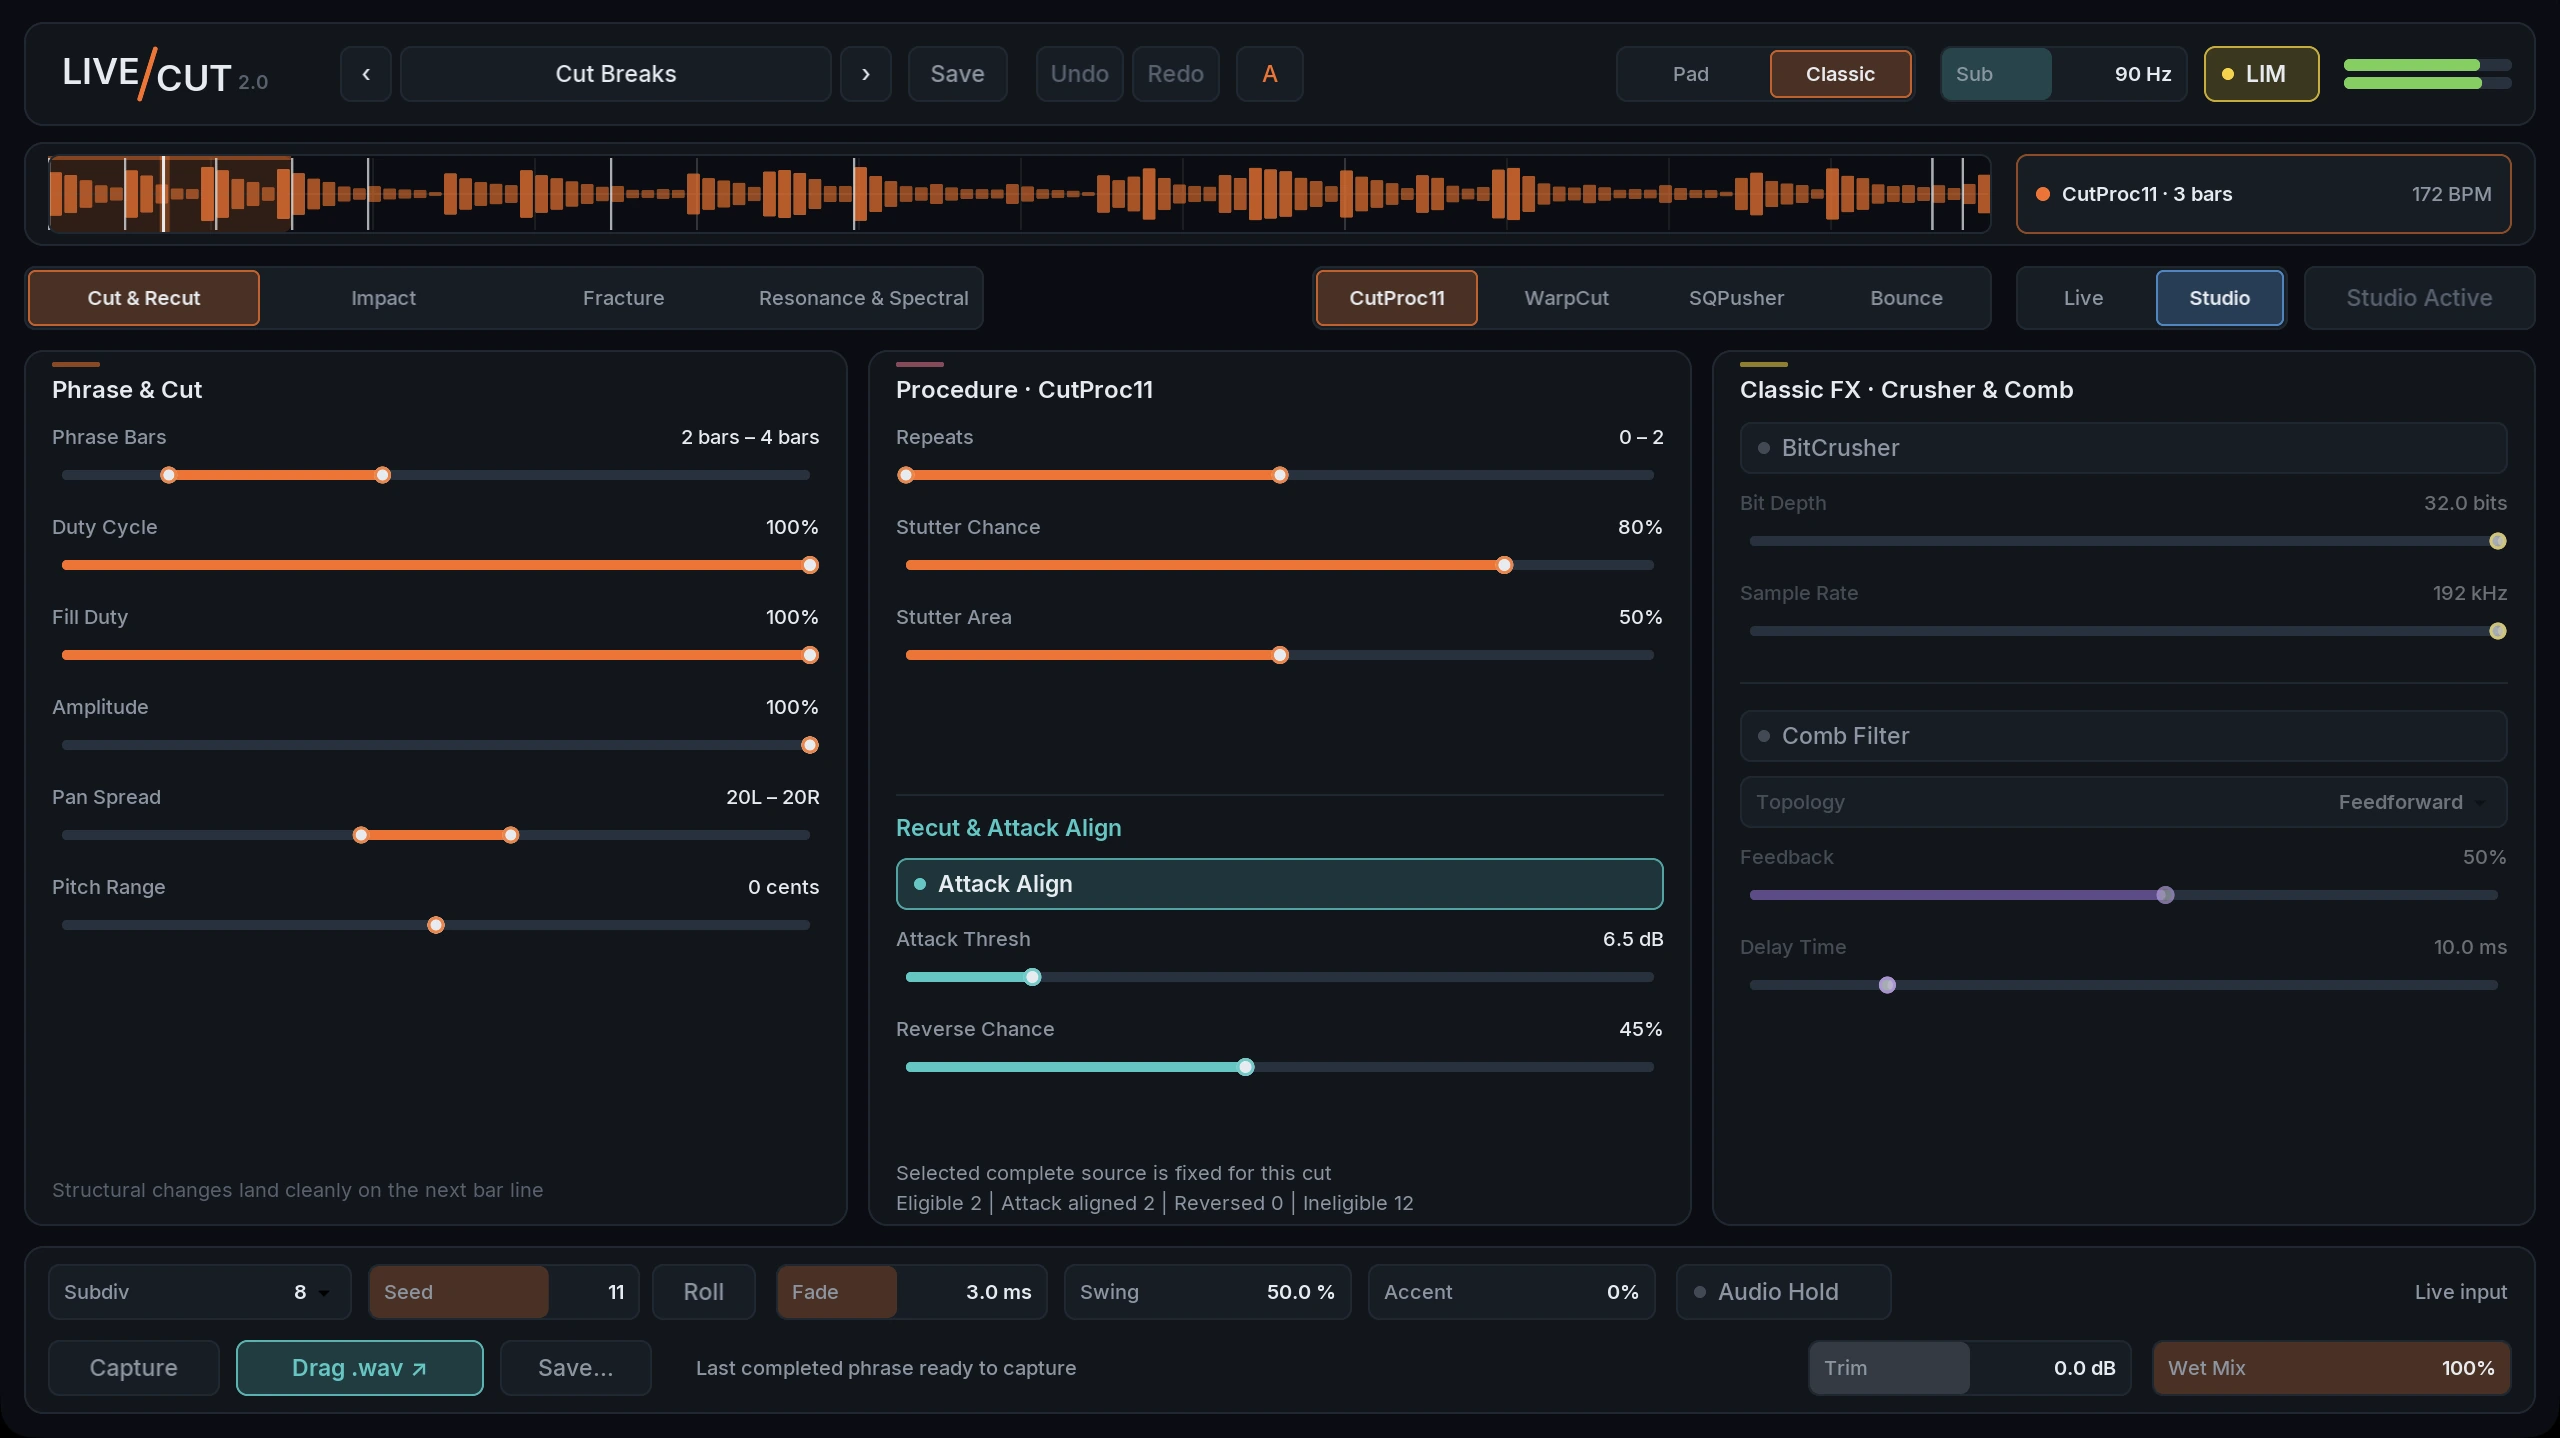 LIVE/CUT 2.0
‹ Cut Breaks › Save Undo Redo A Pad Classic Sub 90 Hz LIM
CutProc11 · 3 bars 172 BPM
Cut & Recut Impact Fracture Resonance & Spectral CutProc11 WarpCut SQPusher Bounce Live Studio Studio Active
Phrase & Cut
Phrase Bars 2 bars – 4 bars
Duty Cycle 100%
Fill Duty 100%
Amplitude 100%
Pan Spread 20L – 20R
Pitch Range 0 cents
Structural changes land cleanly on the next bar line
Procedure · CutProc11
Repeats 0 – 2
Stutter Chance 80%
Stutter Area 50%
Recut & Attack Align
Attack Align
Attack Thresh 6.5 dB
Reverse Chance 45%
Selected complete source is fixed for this cut
Eligible 2 | Attack aligned 2 | Reversed 0 | Ineligible 12
Classic FX · Crusher & Comb
BitCrusher
Bit Depth 32.0 bits
Sample Rate 192 kHz
Comb Filter
Topology Feedforward
Feedback 50%
Delay Time 10.0 ms
Subdiv 8 Seed 11 Roll Fade 3.0 ms Swing 50.0 % Accent 0% Audio Hold Live input
Capture Drag .wav ↗ Save... Last completed phrase ready to capture Trim 0.0 dB Wet Mix 100%